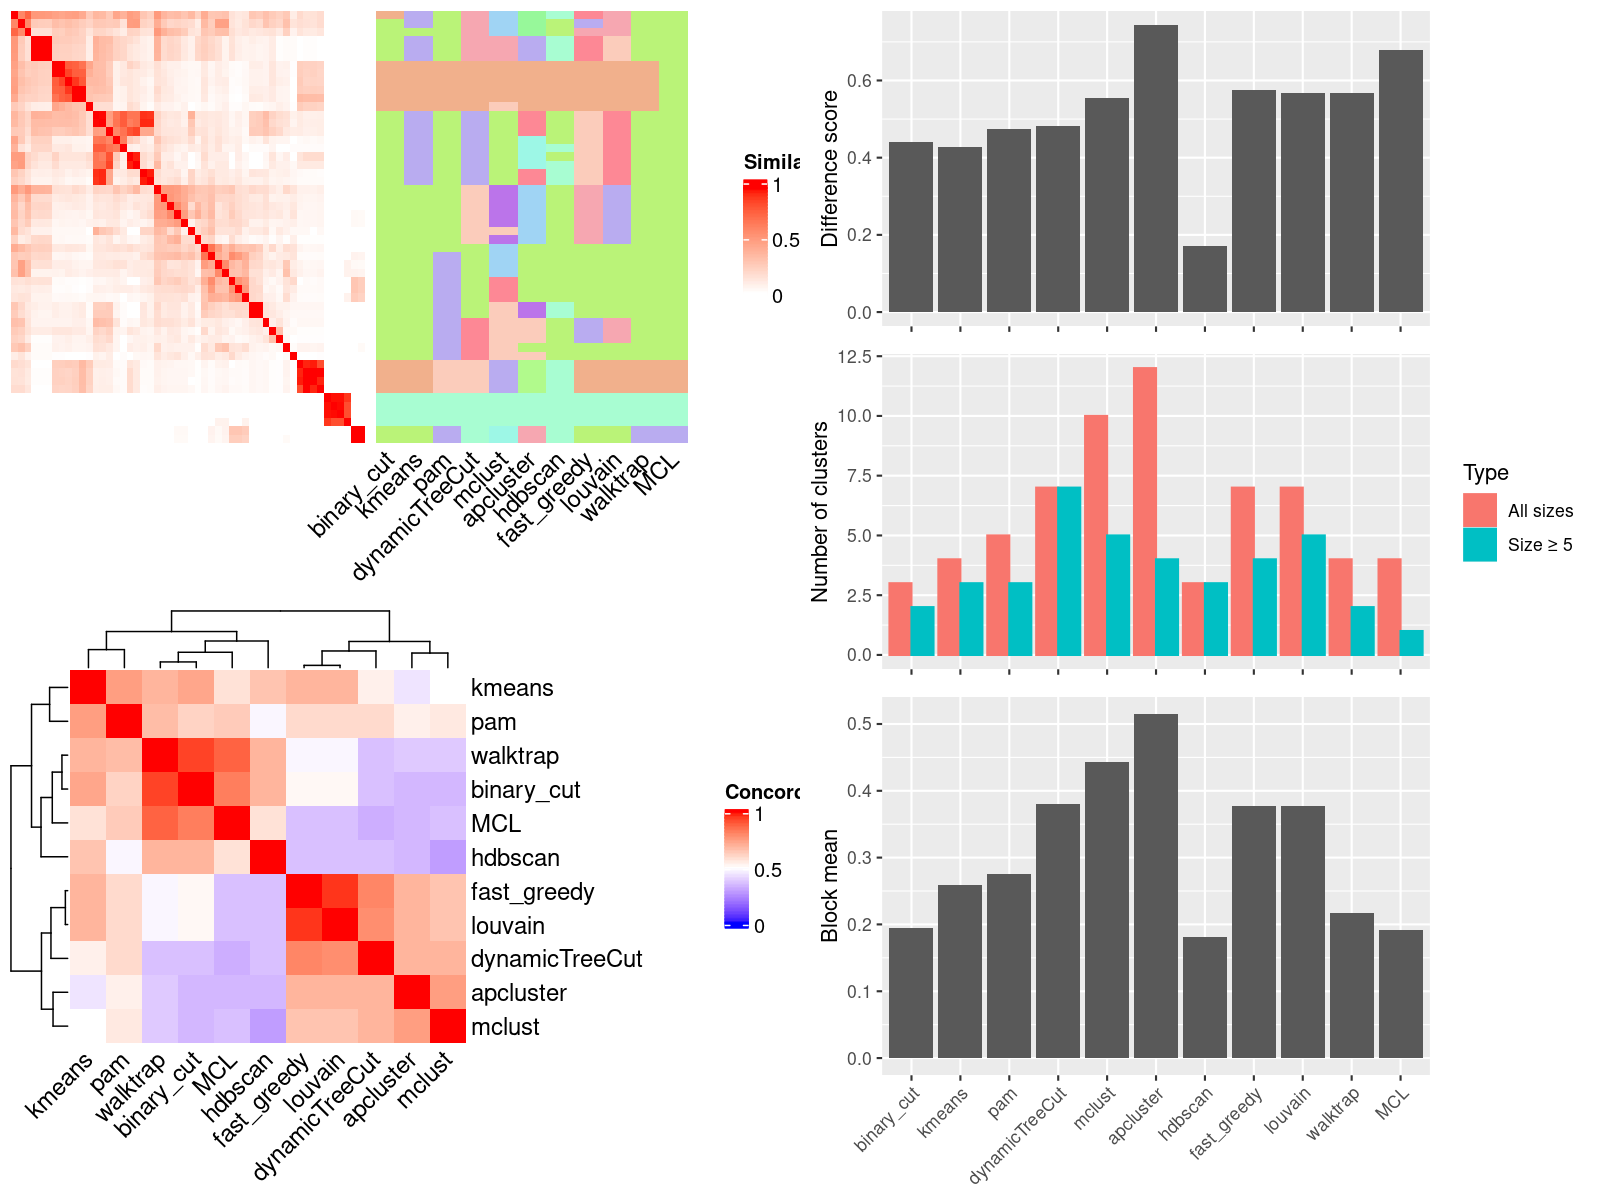 Simila
1
0.5
0
binary_cut
kmeans
pam
dynamicTreeCut
mclust
apcluster
hdbscan
fast_greedy
louvain
walktrap
MCL
kmeans
pam
walktrap
binary_cut
MCL
hdbscan
fast_greedy
louvain
dynamicTreeCut
apcluster
mclust
kmeans
pam
walktrap
binary_cut
MCL
hdbscan
fast_greedy
louvain
dynamicTreeCut
apcluster
mclust
Concord
1
0.5
0
Difference score
0.6
0.4
0.2
0.0
Number of clusters
12.5
10.0
7.5
5.0
2.5
0.0
Type
All sizes
Size ≥ 5
Block mean
0.5
0.4
0.3
0.2
0.1
0.0
binary_cut
kmeans
pam
dynamicTreeCut
mclust
apcluster
hdbscan
fast_greedy
louvain
walktrap
MCL